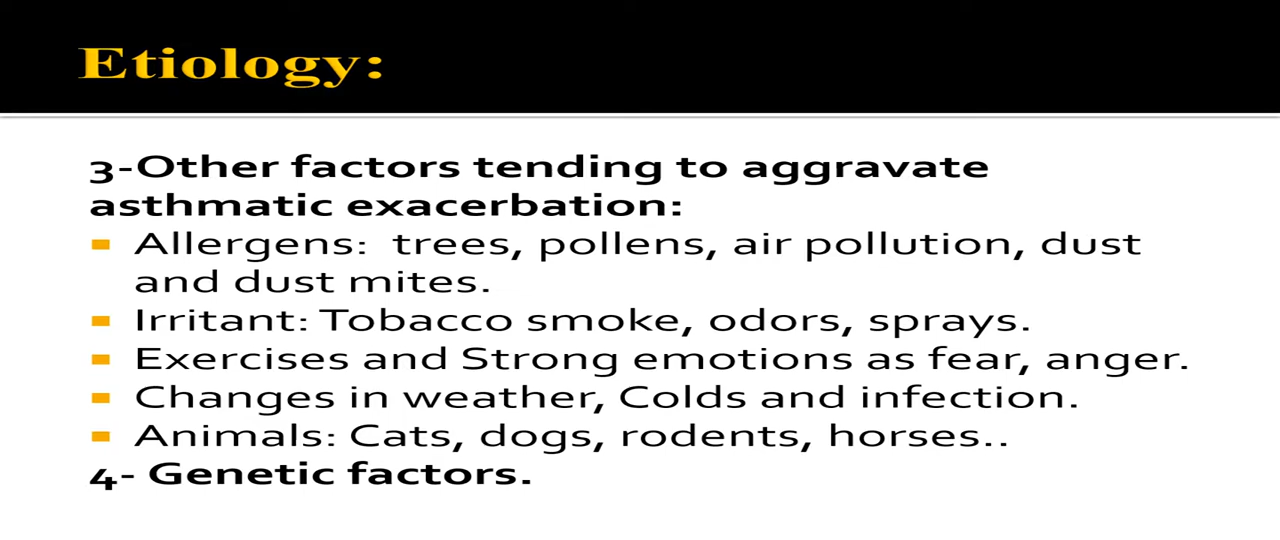 Etiology:
3-Other factors tending to aggravate
asthmatic exacerbation:
Allergens: trees, pollens, air pollution, dust
and dust mites.
Irritant: Tobacco smoke, odors, sprays.
Exercises and Strong emotions as fear, anger.
Changes in weather, Colds and infection.
Animals: Cats, dogs, rodents, horses..
4- Genetic factors.